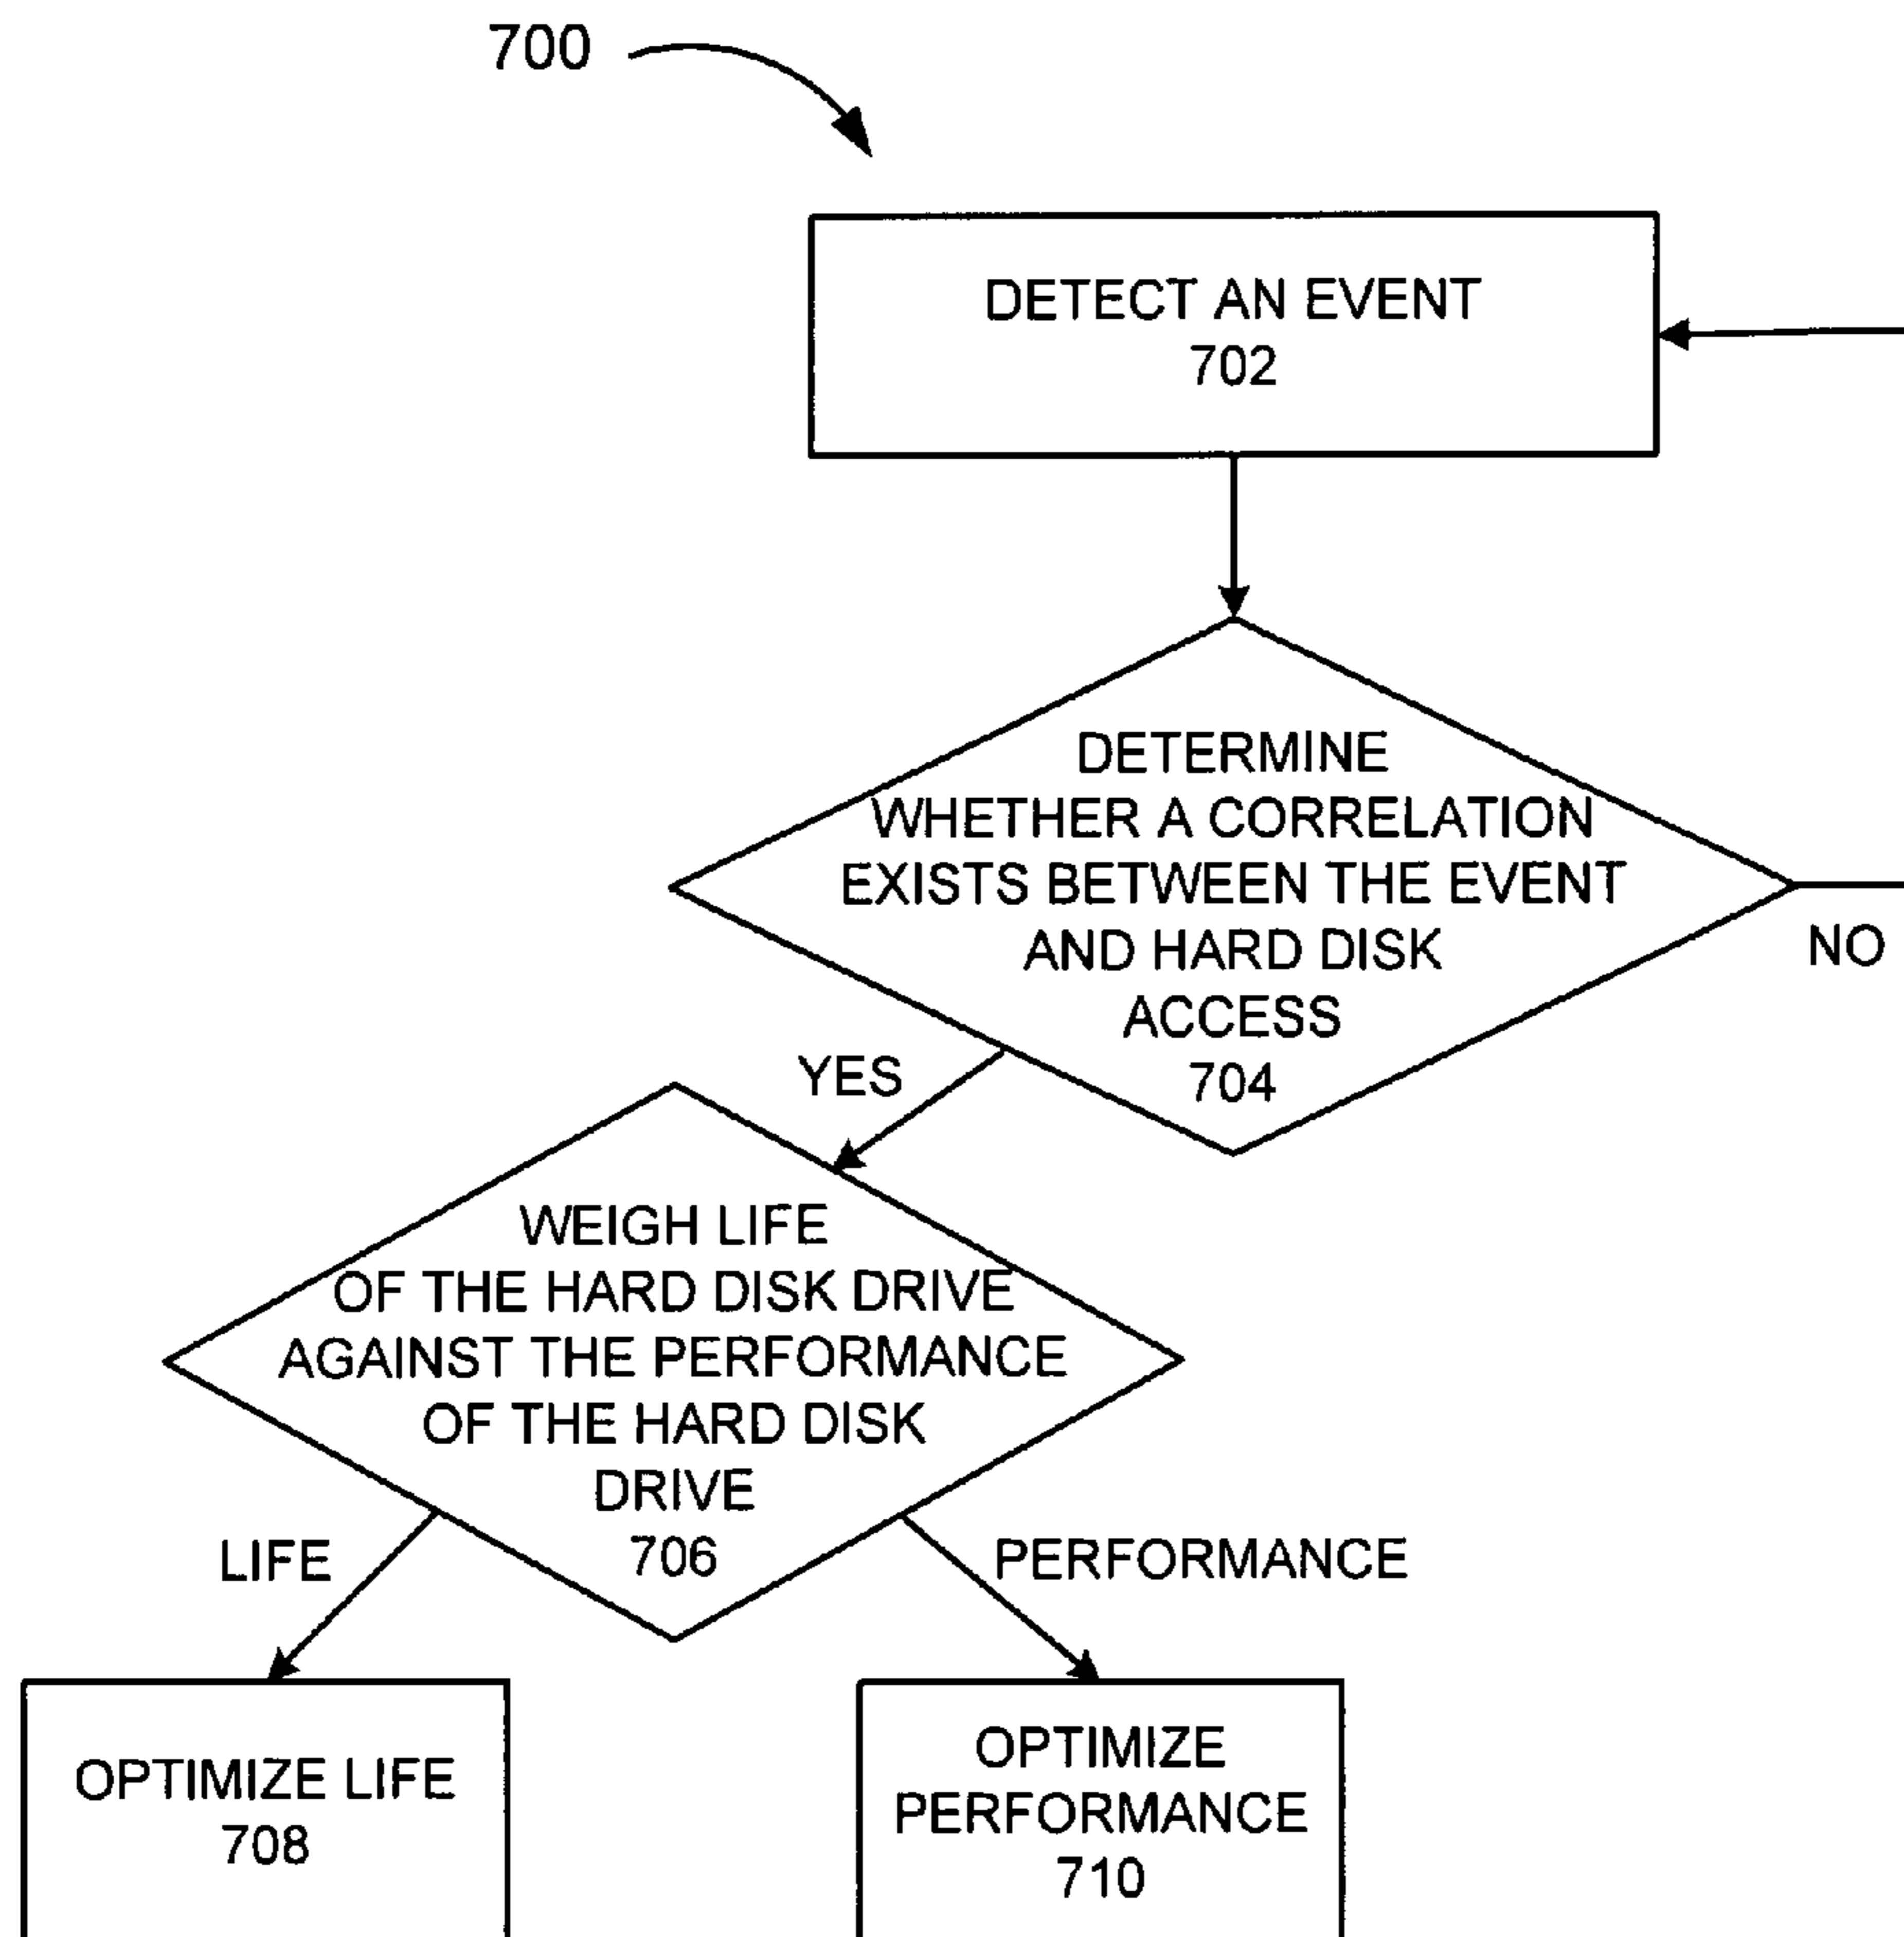 700
DETECT AN EVENT
702
DETERMINE
WHETHER A CORRELATION
EXISTS BETWEEN THE EVENT
AND HARD DISK
ACCESS
704
NO
YES
WEIGH LIFE
OF THE HARD DISK DRIVE
AGAINST THE PERFORMANCE
OF THE HARD DISK
DRIVE
706
LIFE
PERFORMANCE
OPTIMIZE LIFE
708
OPTIMIZE
PERFORMANCE
710